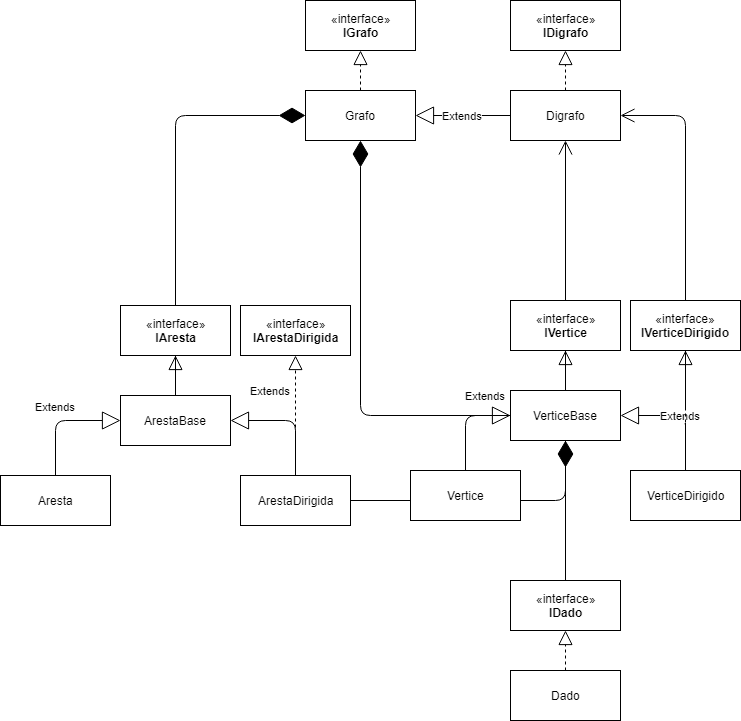 «interface»
IGrafo
«interface»
IDigrafo
Grafo
Extends
Digrafo
«interface»
IAresta
«interface»
IArestaDirigida
«interface»
IVertice
«interface»
IVerticeDirigido
Extends
Extends
Extends
ArestaBase
VerticeBase
Extends
Aresta
ArestaDirigida
Vertice
VerticeDirigido
«interface»
IDado
Dado